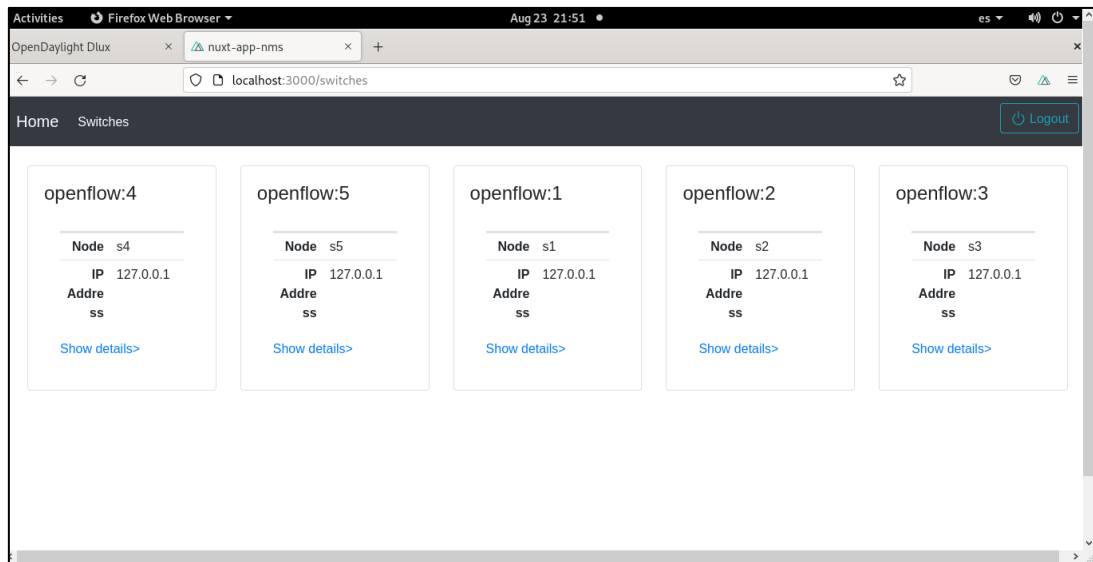 Activities Firefox Web Browser Aug 23 21:51 es
OpenDaylight Dlux × nuxt-app-nms × + ×
localhost:3000/switches
Home Switches Logout
openflow:4 openflow:5 openflow:1 openflow:2 openflow:3
Node s4 Node s5 Node s1 Node s2 Node s3
IP 127.0.0.1 IP 127.0.0.1 IP 127.0.0.1 IP 127.0.0.1 IP 127.0.0.1
Addre Addre Addre Addre Addre
ss ss ss ss ss
Show details> Show details> Show details> Show details> Show details>